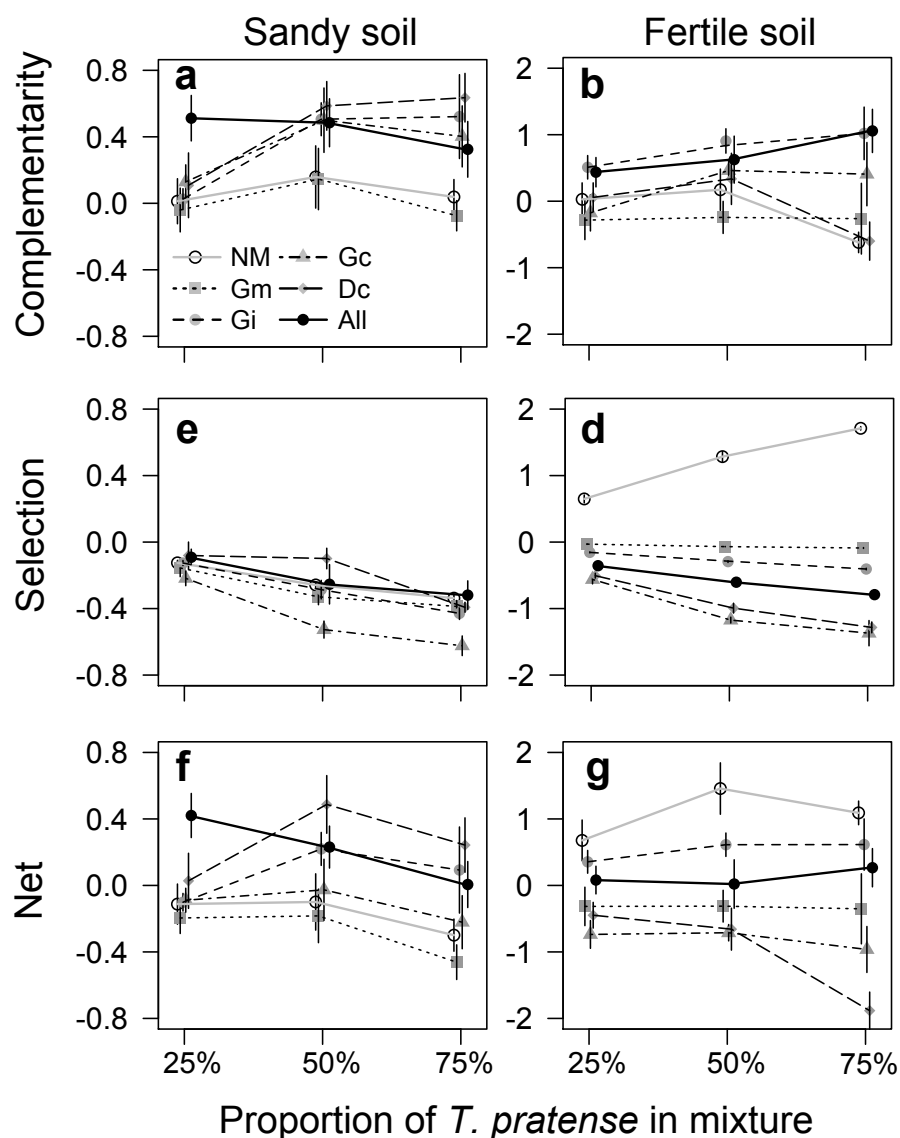 Sandy soil Fertile soil
Complementarity
0.8
0.4
0.0
-0.4
-0.8
a
NM Gc
Gm Dc
Gi All
2
1
0
-1
-2
b
Selection
0.8
0.4
0.0
-0.4
-0.8
e
2
1
0
-1
-2
d
Net
0.8
0.4
0.0
-0.4
-0.8
f
2
1
0
-1
-2
g
25% 50% 75% 25% 50% 75%
Proportion of T. pratense in mixture